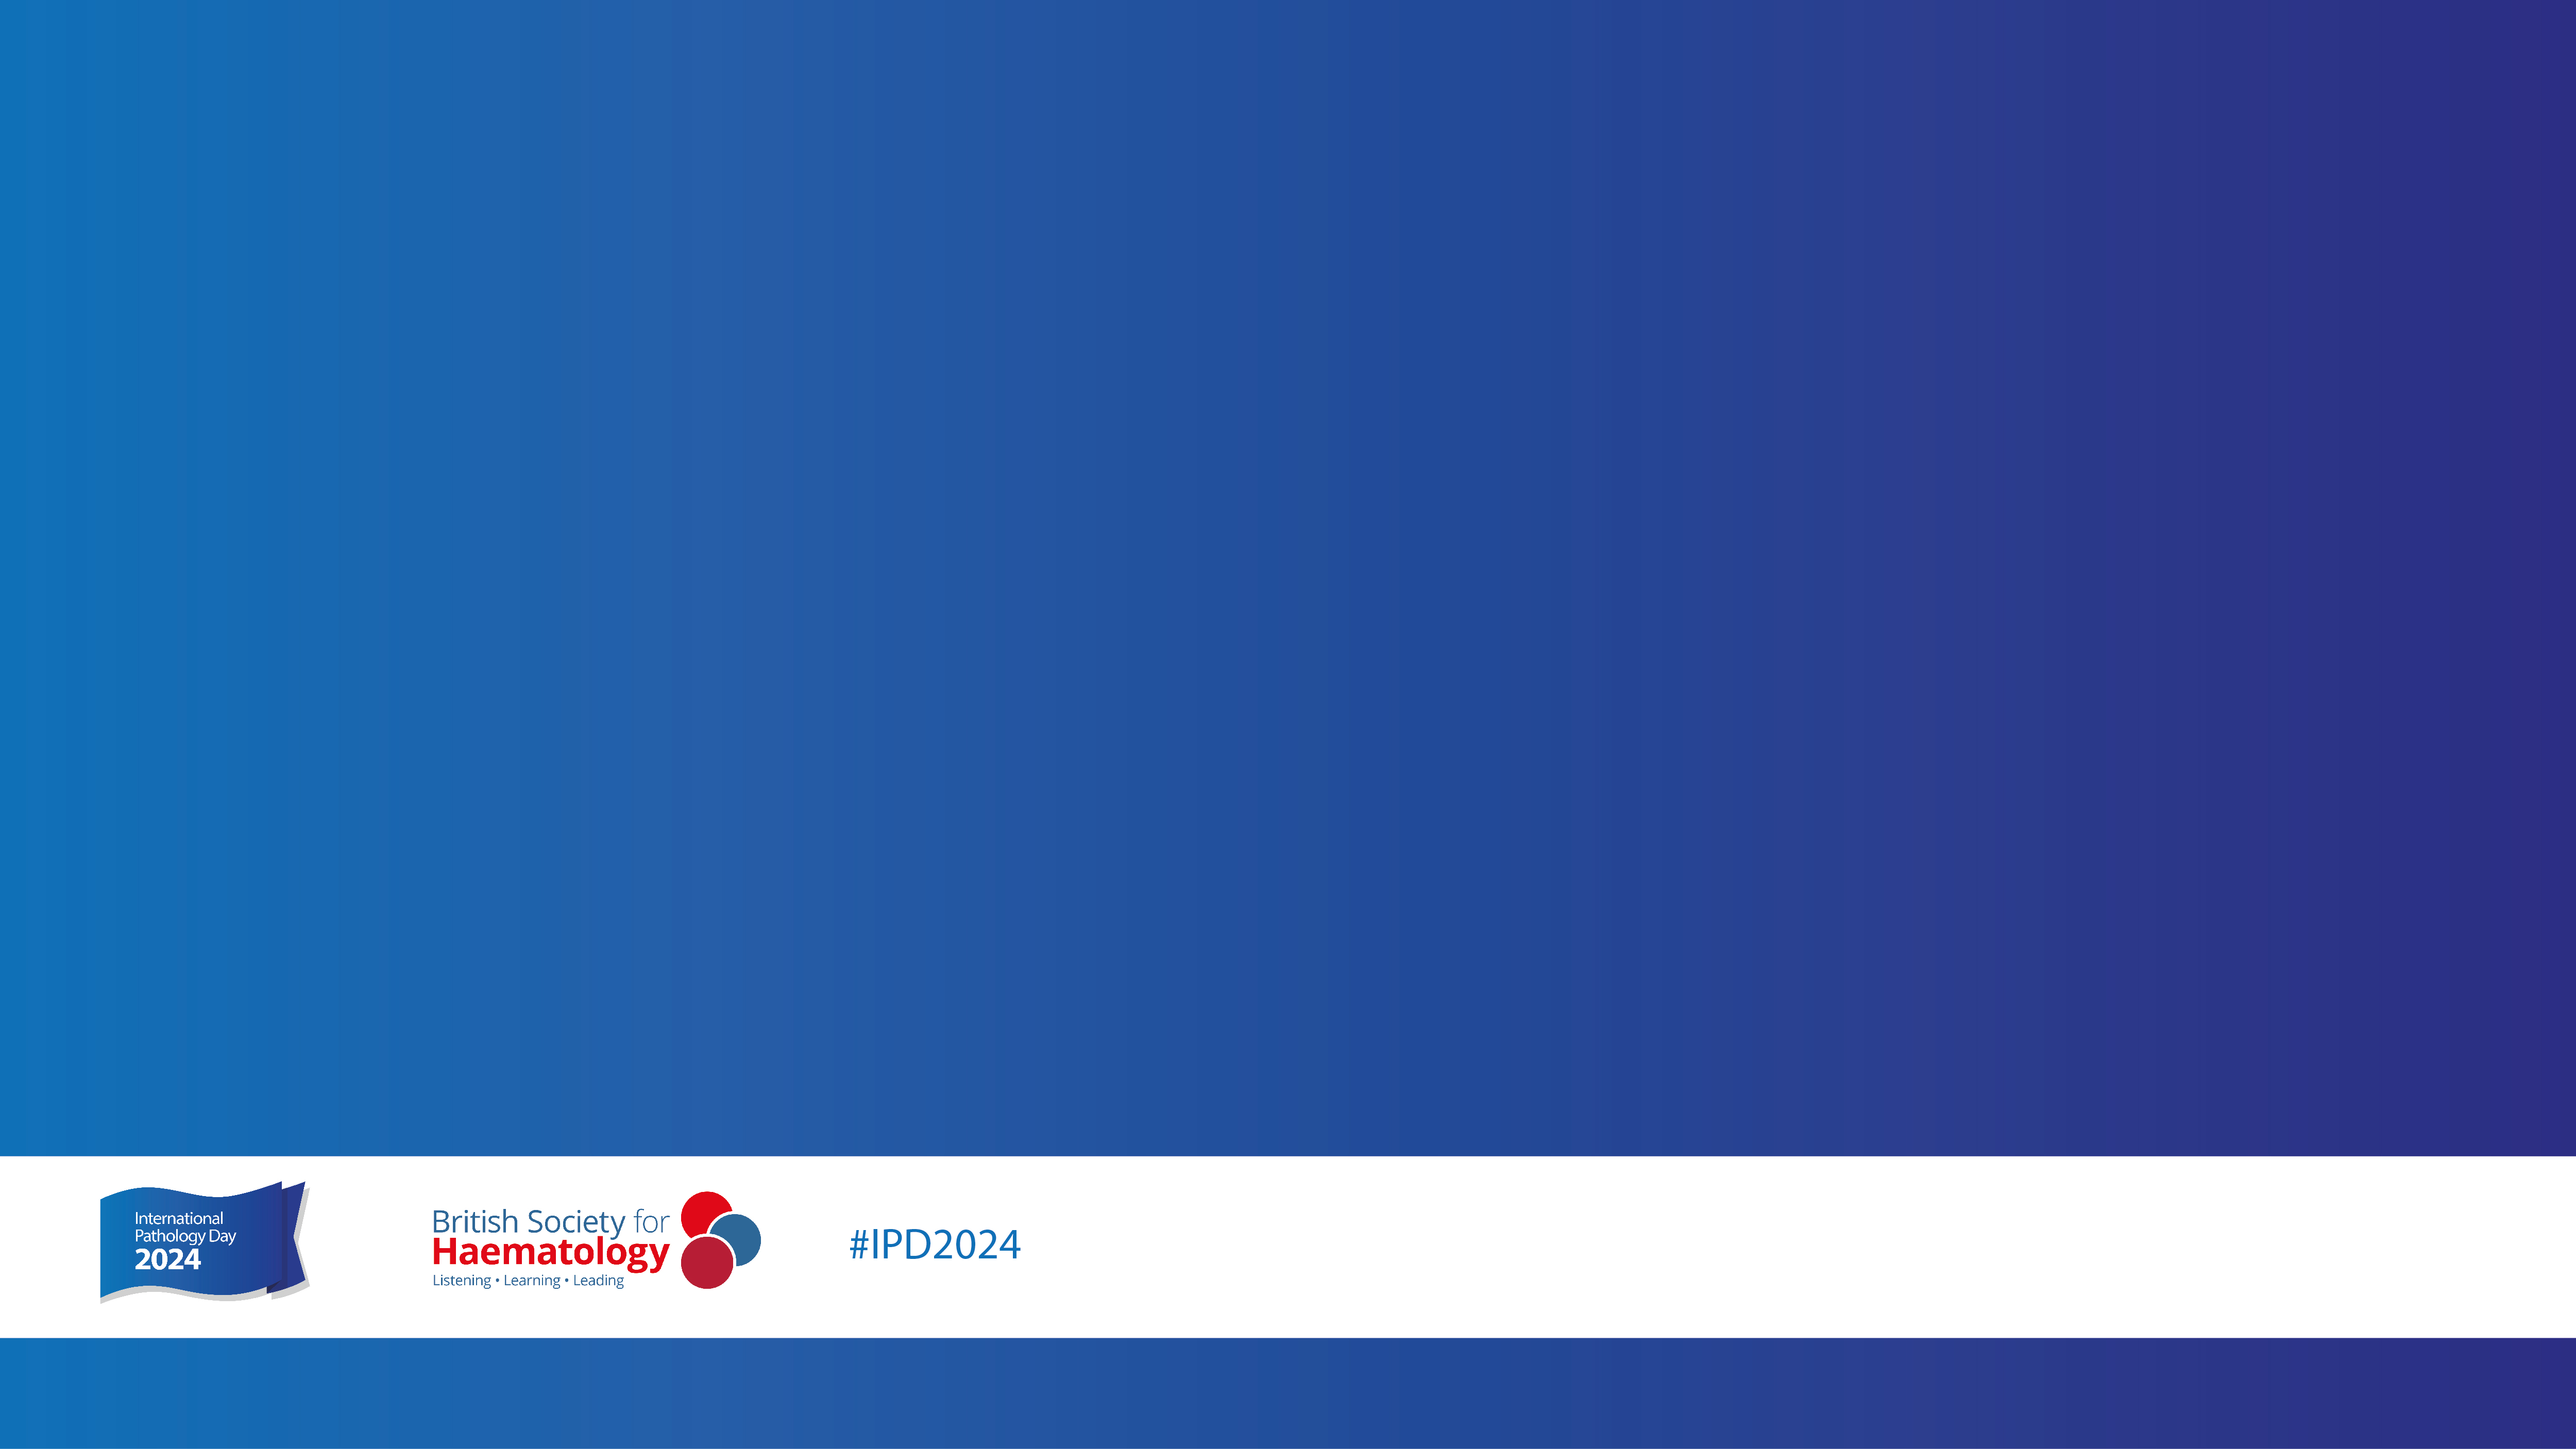 International
Pathology Day
2024
British Society for
Haematology
Listening • Learning • Leading
#IPD2024